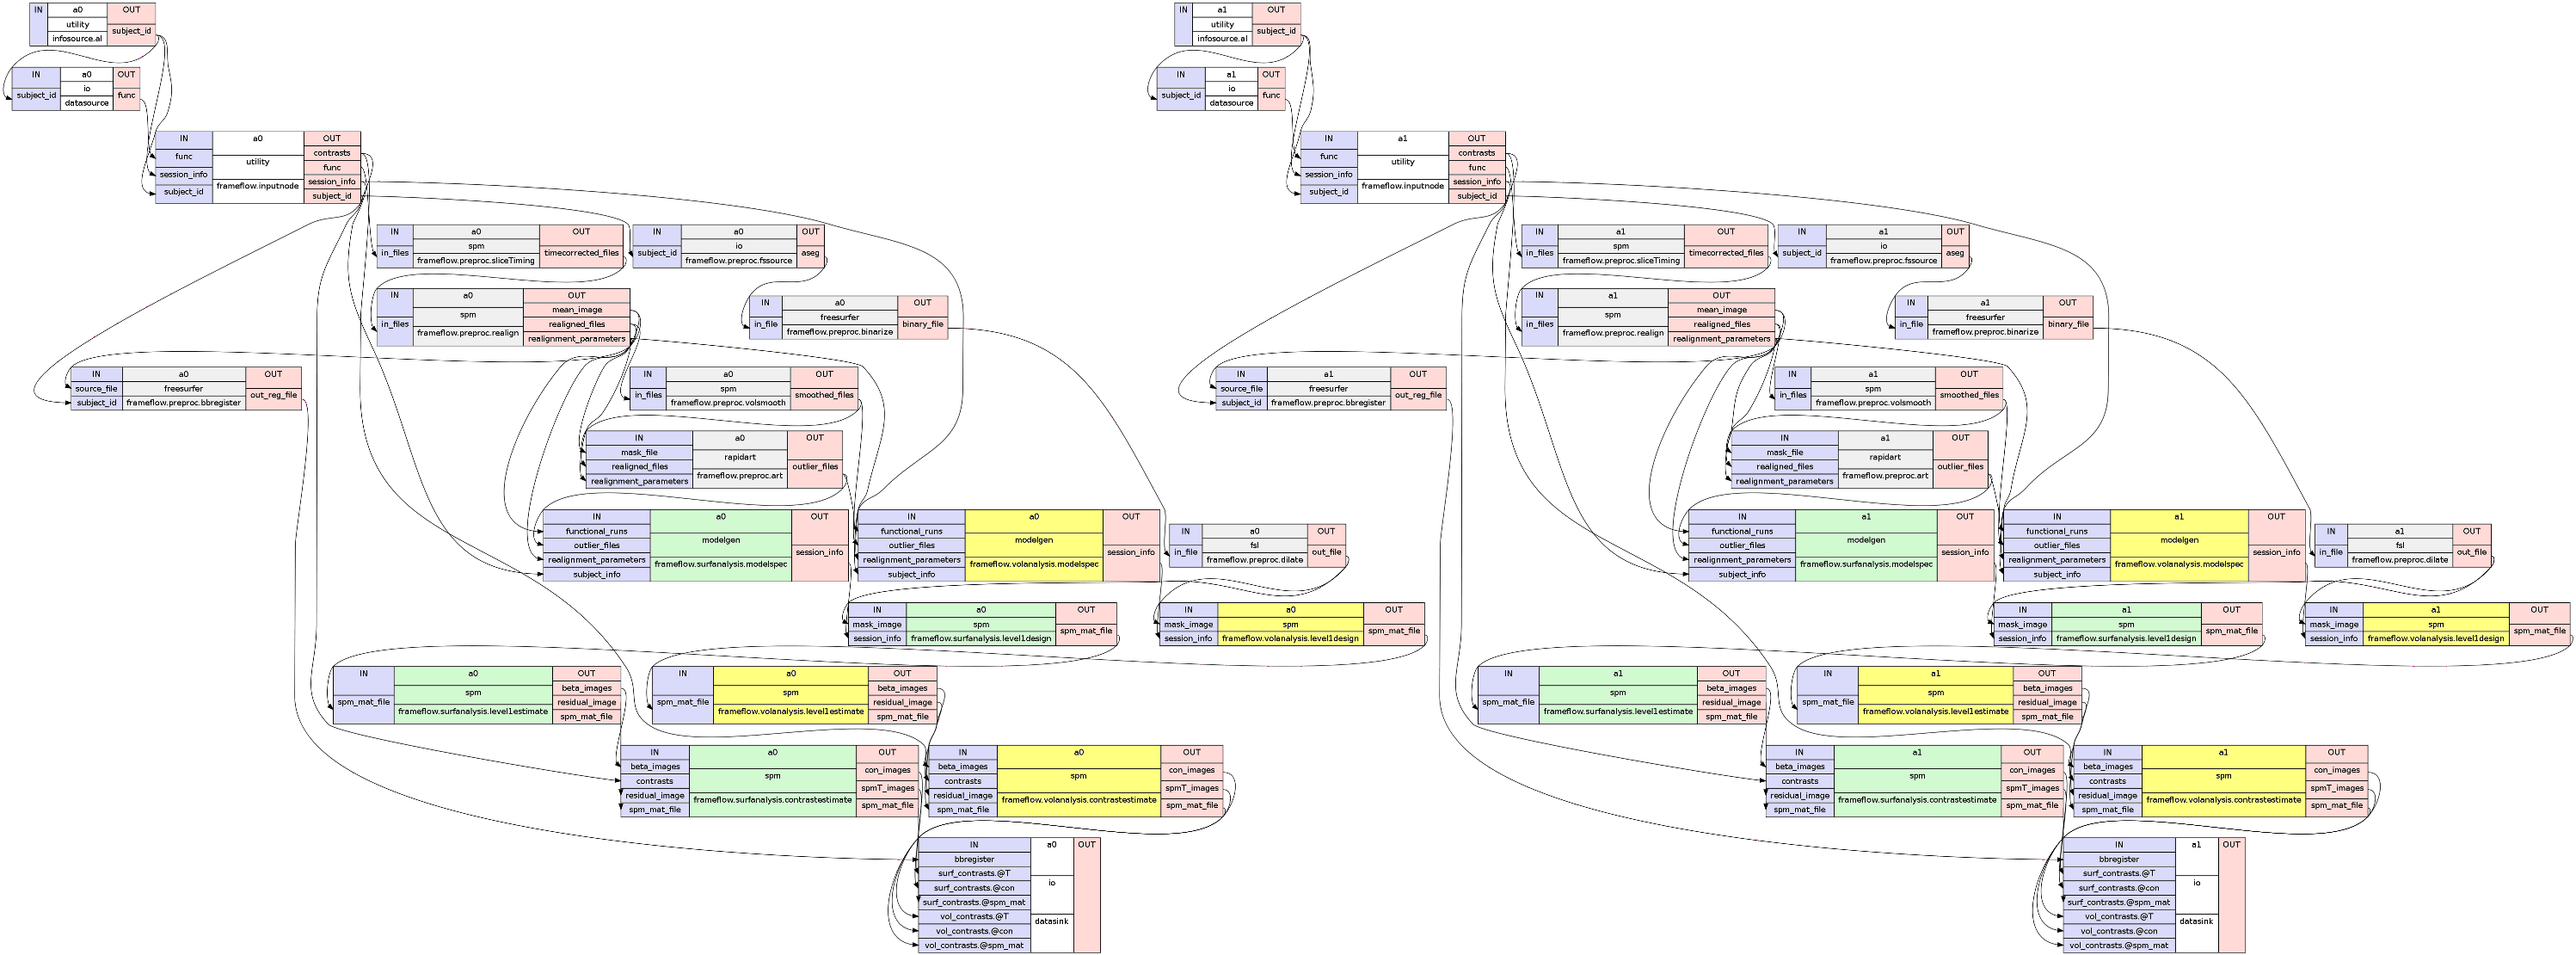 IN a0 OUT
utility subject_id
infosource.al
IN a1 OUT
utility subject_id
infosource.al
IN a0 OUT
subject_id io func
datasource
IN a1 OUT
subject_id io func
datasource
IN a0 OUT
func utility contrasts
session_info frameflow.inputnode func
subject_id session_info
subject_id
IN a1 OUT
func utility contrasts
session_info frameflow.inputnode func
subject_id session_info
subject_id
IN a0 OUT
in_files spm timecorrected_files
frameflow.preproc.sliceTiming
IN a0 OUT
subject_id io aseg
frameflow.preproc.fssource
IN a1 OUT
in_files spm timecorrected_files
frameflow.preproc.sliceTiming
IN a1 OUT
subject_id io aseg
frameflow.preproc.fssource
IN a0 OUT
in_files spm mean_image
frameflow.preproc.realign realigned_files
realignment_parameters
IN a0 OUT
in_file freesurfer binary_file
frameflow.preproc.binarize
IN a1 OUT
in_files spm mean_image
frameflow.preproc.realign realigned_files
realignment_parameters
IN a1 OUT
in_file freesurfer binary_file
frameflow.preproc.binarize
IN a0 OUT
source_file freesurfer out_reg_file
subject_id frameflow.preproc.bbregister
IN a0 OUT
in_files spm smoothed_files
frameflow.preproc.volsmooth
IN a1 OUT
source_file freesurfer out_reg_file
subject_id frameflow.preproc.bbregister
IN a1 OUT
in_files spm smoothed_files
frameflow.preproc.volsmooth
IN a0 OUT
mask_file rapidart outlier_files
realigned_files frameflow.preproc.art
realignment_parameters
IN a1 OUT
mask_file rapidart outlier_files
realigned_files frameflow.preproc.art
realignment_parameters
IN a0 OUT
functional_runs modelgen session_info
outlier_files frameflow.surfanalysis.modelspec
realignment_parameters
subject_info
IN a0 OUT
functional_runs modelgen session_info
outlier_files frameflow.volanalysis.modelspec
realignment_parameters
subject_info
IN a0 OUT
in_file fsl out_file
frameflow.preproc.dilate
IN a1 OUT
functional_runs modelgen session_info
outlier_files frameflow.surfanalysis.modelspec
realignment_parameters
subject_info
IN a1 OUT
functional_runs modelgen session_info
outlier_files frameflow.volanalysis.modelspec
realignment_parameters
subject_info
IN a1 OUT
in_file fsl out_file
frameflow.preproc.dilate
IN a0 OUT
mask_image spm spm_mat_file
session_info frameflow.surfanalysis.level1design
IN a0 OUT
mask_image spm spm_mat_file
session_info frameflow.volanalysis.level1design
IN a1 OUT
mask_image spm spm_mat_file
session_info frameflow.surfanalysis.level1design
IN a1 OUT
mask_image spm spm_mat_file
session_info frameflow.volanalysis.level1design
IN a0 OUT
spm_mat_file spm beta_images
frameflow.surfanalysis.level1estimate residual_image
spm_mat_file
IN a0 OUT
spm_mat_file spm beta_images
frameflow.volanalysis.level1estimate residual_image
spm_mat_file
IN a1 OUT
spm_mat_file spm beta_images
frameflow.surfanalysis.level1estimate residual_image
spm_mat_file
IN a1 OUT
spm_mat_file spm beta_images
frameflow.volanalysis.level1estimate residual_image
spm_mat_file
IN a0 OUT
beta_images spm con_images
contrasts frameflow.surfanalysis.contrastestimate spmT_images
residual_image spm_mat_file
spm_mat_file
IN a0 OUT
beta_images spm con_images
contrasts frameflow.volanalysis.contrastestimate spmT_images
residual_image spm_mat_file
spm_mat_file
IN a1 OUT
beta_images spm con_images
contrasts frameflow.surfanalysis.contrastestimate spmT_images
residual_image spm_mat_file
spm_mat_file
IN a1 OUT
beta_images spm con_images
contrasts frameflow.volanalysis.contrastestimate spmT_images
residual_image spm_mat_file
spm_mat_file
IN a0 OUT
bbregister
surf_contrasts.@T io
surf_contrasts.@con
surf_contrasts.@spm_mat
vol_contrasts.@T datasink
vol_contrasts.@con
vol_contrasts.@spm_mat
IN a1 OUT
bbregister
surf_contrasts.@T io
surf_contrasts.@con
surf_contrasts.@spm_mat
vol_contrasts.@T datasink
vol_contrasts.@con
vol_contrasts.@spm_mat